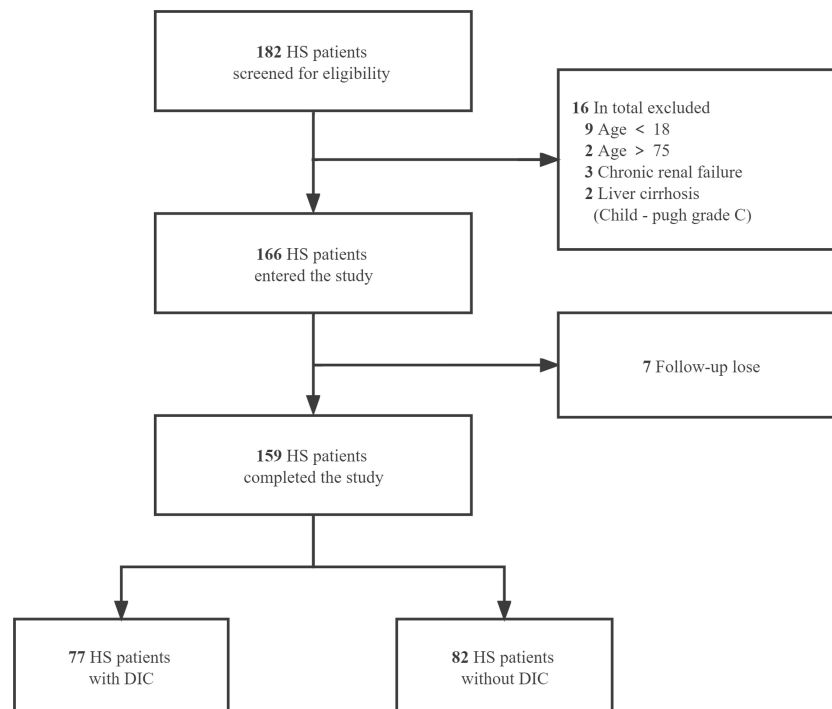 182 HS patients
screened for eligibility
16 In total excluded
9 Age < 18
2 Age > 75
3 Chronic renal failure
2 Liver cirrhosis
(Child - pugh grade C)
166 HS patients
entered the study
7 Follow-up lose
159 HS patients
completed the study
77 HS patients
with DIC
82 HS patients
without DIC